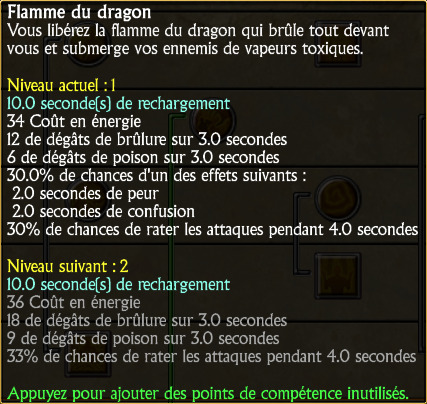 Flamme du dragon
Vous libérez la flamme du dragon qui brûle tout devant
vous et submerge vos ennemis de vapeurs toxiques.
Niveau actuel : 1
10.0 seconde(s) de rechargement
34 Coût en énergie
12 de dégâts de brûlure sur 3.0 secondes
6 de dégâts de poison sur 3.0 secondes
30.0% de chances d'un des effets suivants :
2.0 secondes de peur
2.0 secondes de confusion
30% de chances de rater les attaques pendant 4.0 secondes
Niveau suivant : 2
10.0 seconde(s) de rechargement
36 Coût en énergie
18 de dégâts de brûlure sur 3.0 secondes
9 de dégâts de poison sur 3.0 secondes
33% de chances de rater les attaques pendant 4.0 secondes
Appuyez pour ajouter des points de compétence inutilisés.